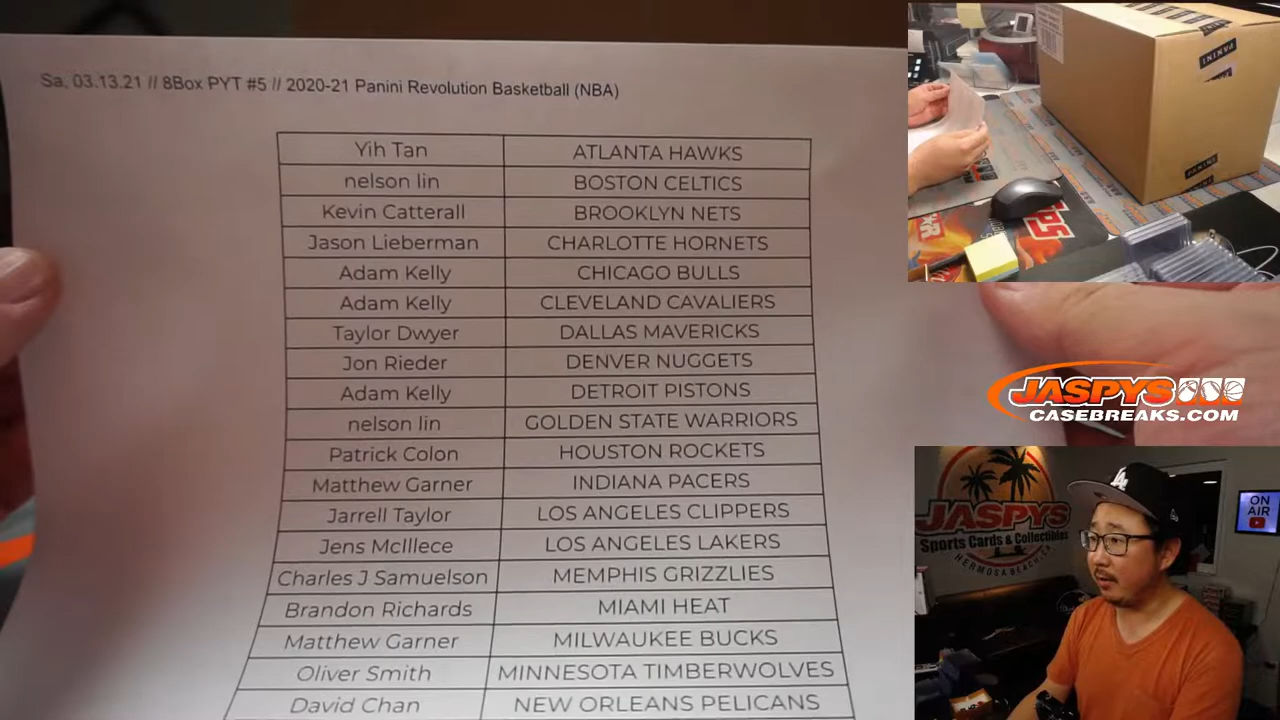 Sa, 03.13.21 // 8Box PYT #5 // 2020-21 Panini Revolution Basketball (NBA)
Yih Tan ATLANTA HAWKS
nelson lin BOSTON CELTICS
Kevin Catterall BROOKLYN NETS
Jason Lieberman CHARLOTTE HORNETS
Adam Kelly CHICAGO BULLS
Adam Kelly CLEVELAND CAVALIERS
Taylor Dwyer DALLAS MAVERICKS
Jon Rieder DENVER NUGGETS
Adam Kelly DETROIT PISTONS
nelson lin GOLDEN STATE WARRIORS
Patrick Colon HOUSTON ROCKETS
Matthew Garner INDIANA PACERS
Jarrell Taylor LOS ANGELES CLIPPERS
Jens McIllece LOS ANGELES LAKERS
Charles J Samuelson MEMPHIS GRIZZLIES
Brandon Richards MIAMI HEAT
Matthew Garner MILWAUKEE BUCKS
Oliver Smith MINNESOTA TIMBERWOLVES
David Chan NEW ORLEANS PELICANS
PANINI
PANINI
JASPYS
CASEBREAKS.COM
JASPYS
Sports Cards & Collectibles
HERMOSA BEACH, CA
LA
ON
AIR